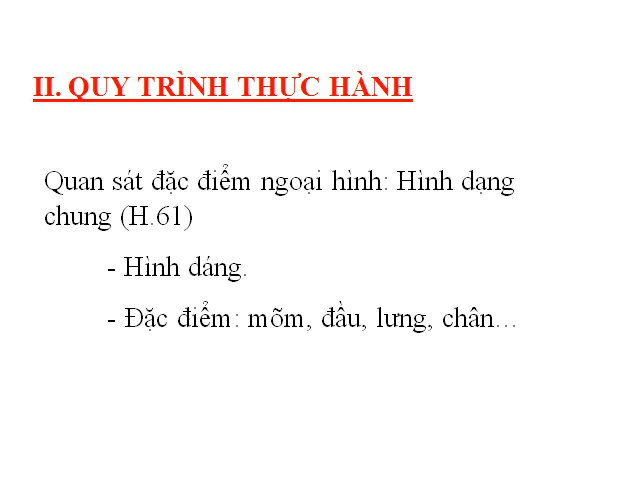 II. QUY TRÌNH THỰC HÀNH
Quan sát đặc điểm ngoại hình: Hình dạng
chung (H.61)
- Hình dáng.
- Đặc điểm: mõm, đầu, lưng, chân...